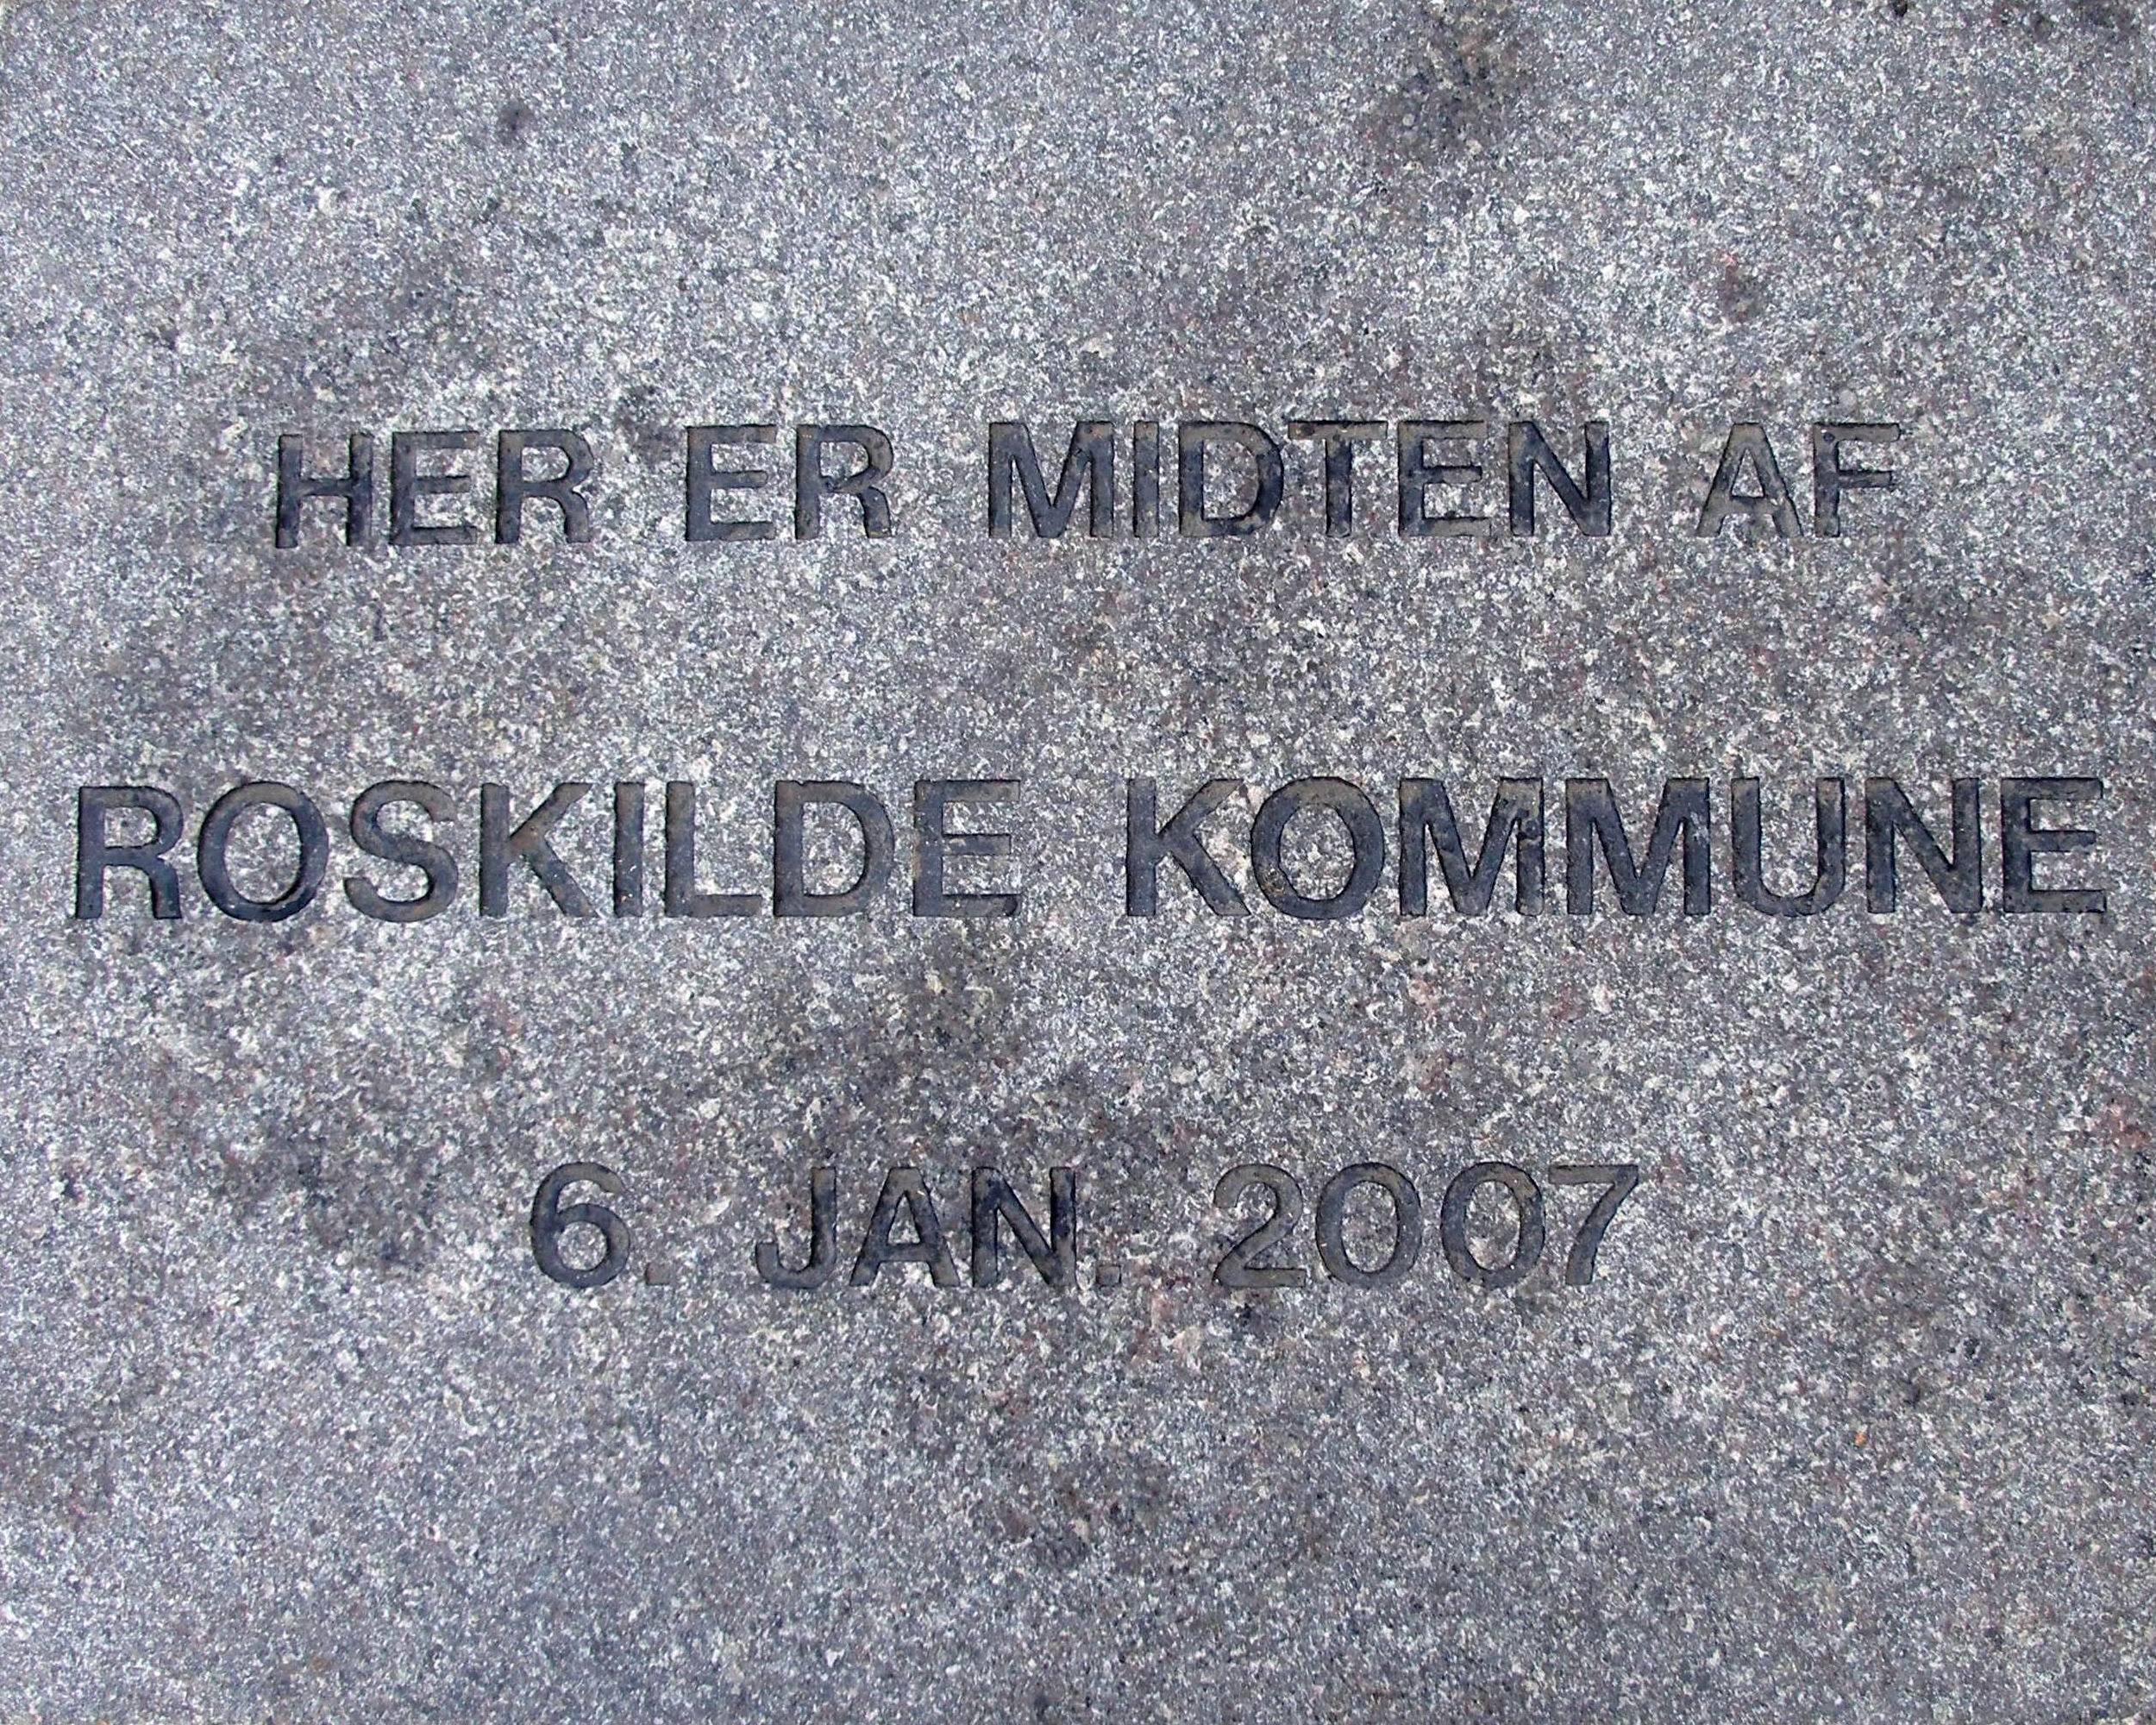 HER ER MIDTEN AF
ROSKILDE KOMMUNE
6. JAN. 2007